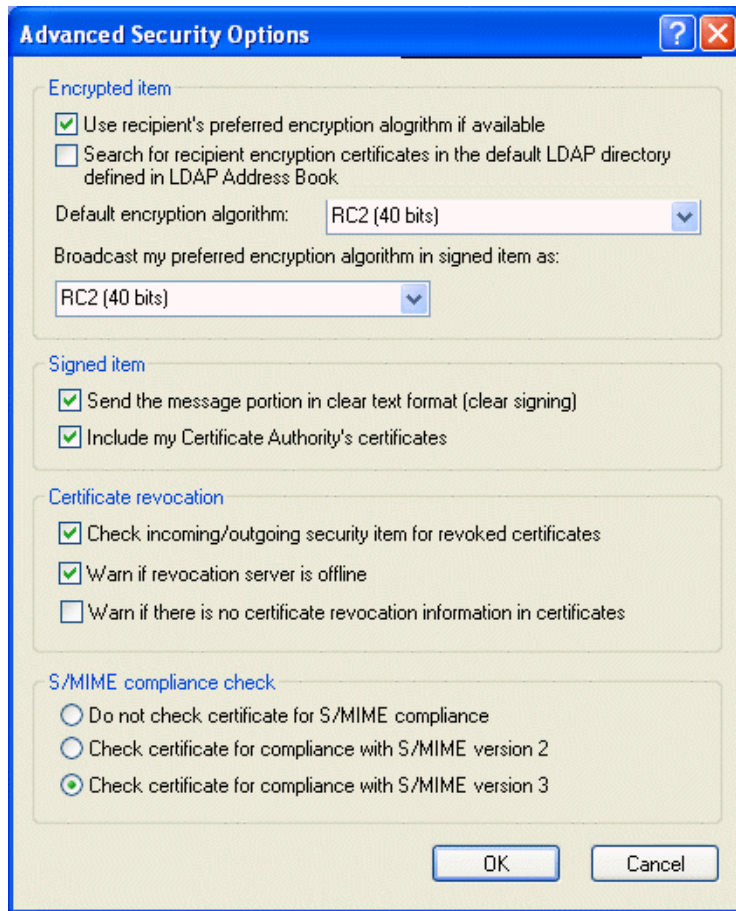 Advanced Security Options
Encrypted item
Use recipient's preferred encryption alogrithm if available
Search for recipient encryption certificates in the default LDAP directory
defined in LDAP Address Book
Default encryption algorithm: RC2 (40 bits)
Broadcast my preferred encryption algorithm in signed item as:
RC2 (40 bits)
Signed item
Send the message portion in clear text format (clear signing)
Include my Certificate Authority's certificates
Certificate revocation
Check incoming/outgoing security item for revoked certificates
Warn if revocation server is offline
Warn if there is no certificate revocation information in certificates
S/MIME compliance check
Do not check certificate for S/MIME compliance
Check certificate for compliance with S/MIME version 2
Check certificate for compliance with S/MIME version 3
OK Cancel